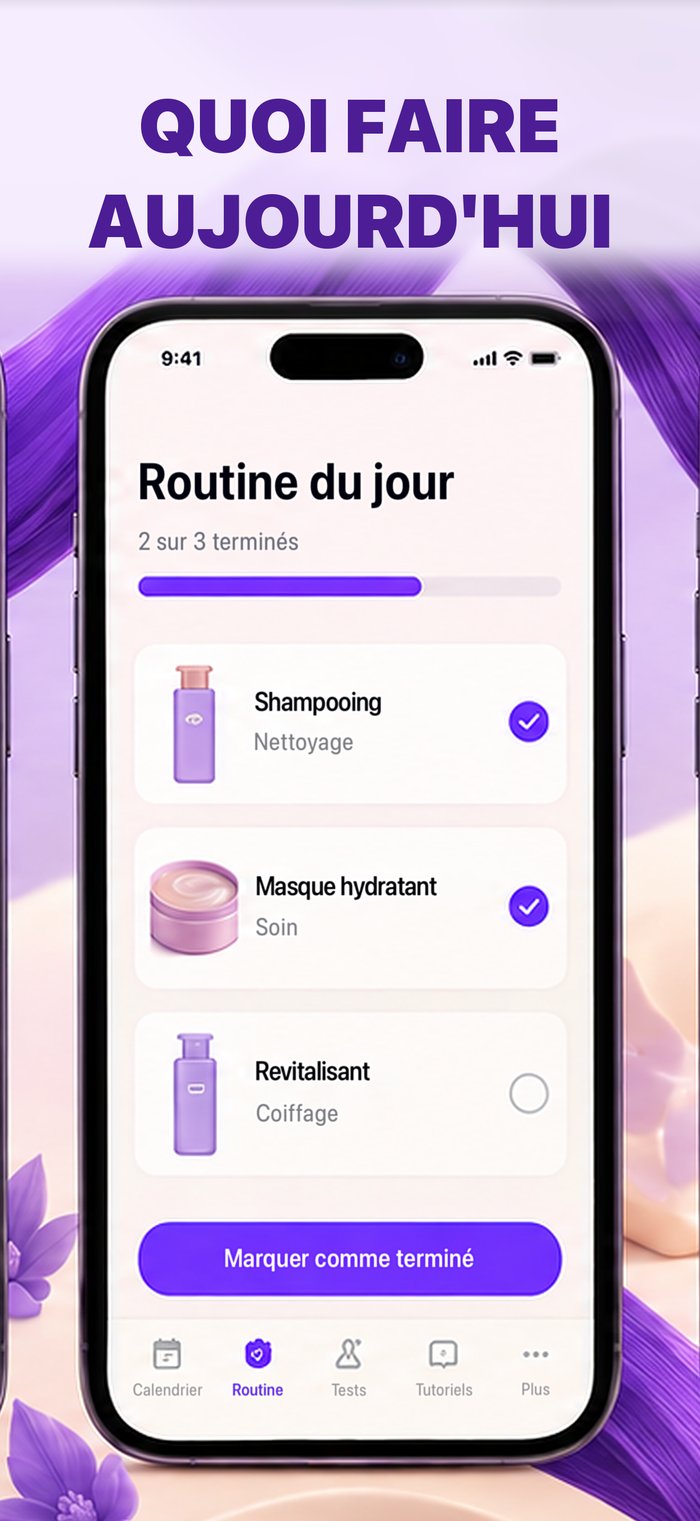 QUOI FAIRE
AUJOURD'HUI
9:41
Routine du jour
2 sur 3 terminés
Shampooing
Nettoyage
Masque hydratant
Soin
Revitalisant
Coiffage
Marquer comme terminé
Calendrier
Routine
Tests
Tutoriels
Plus